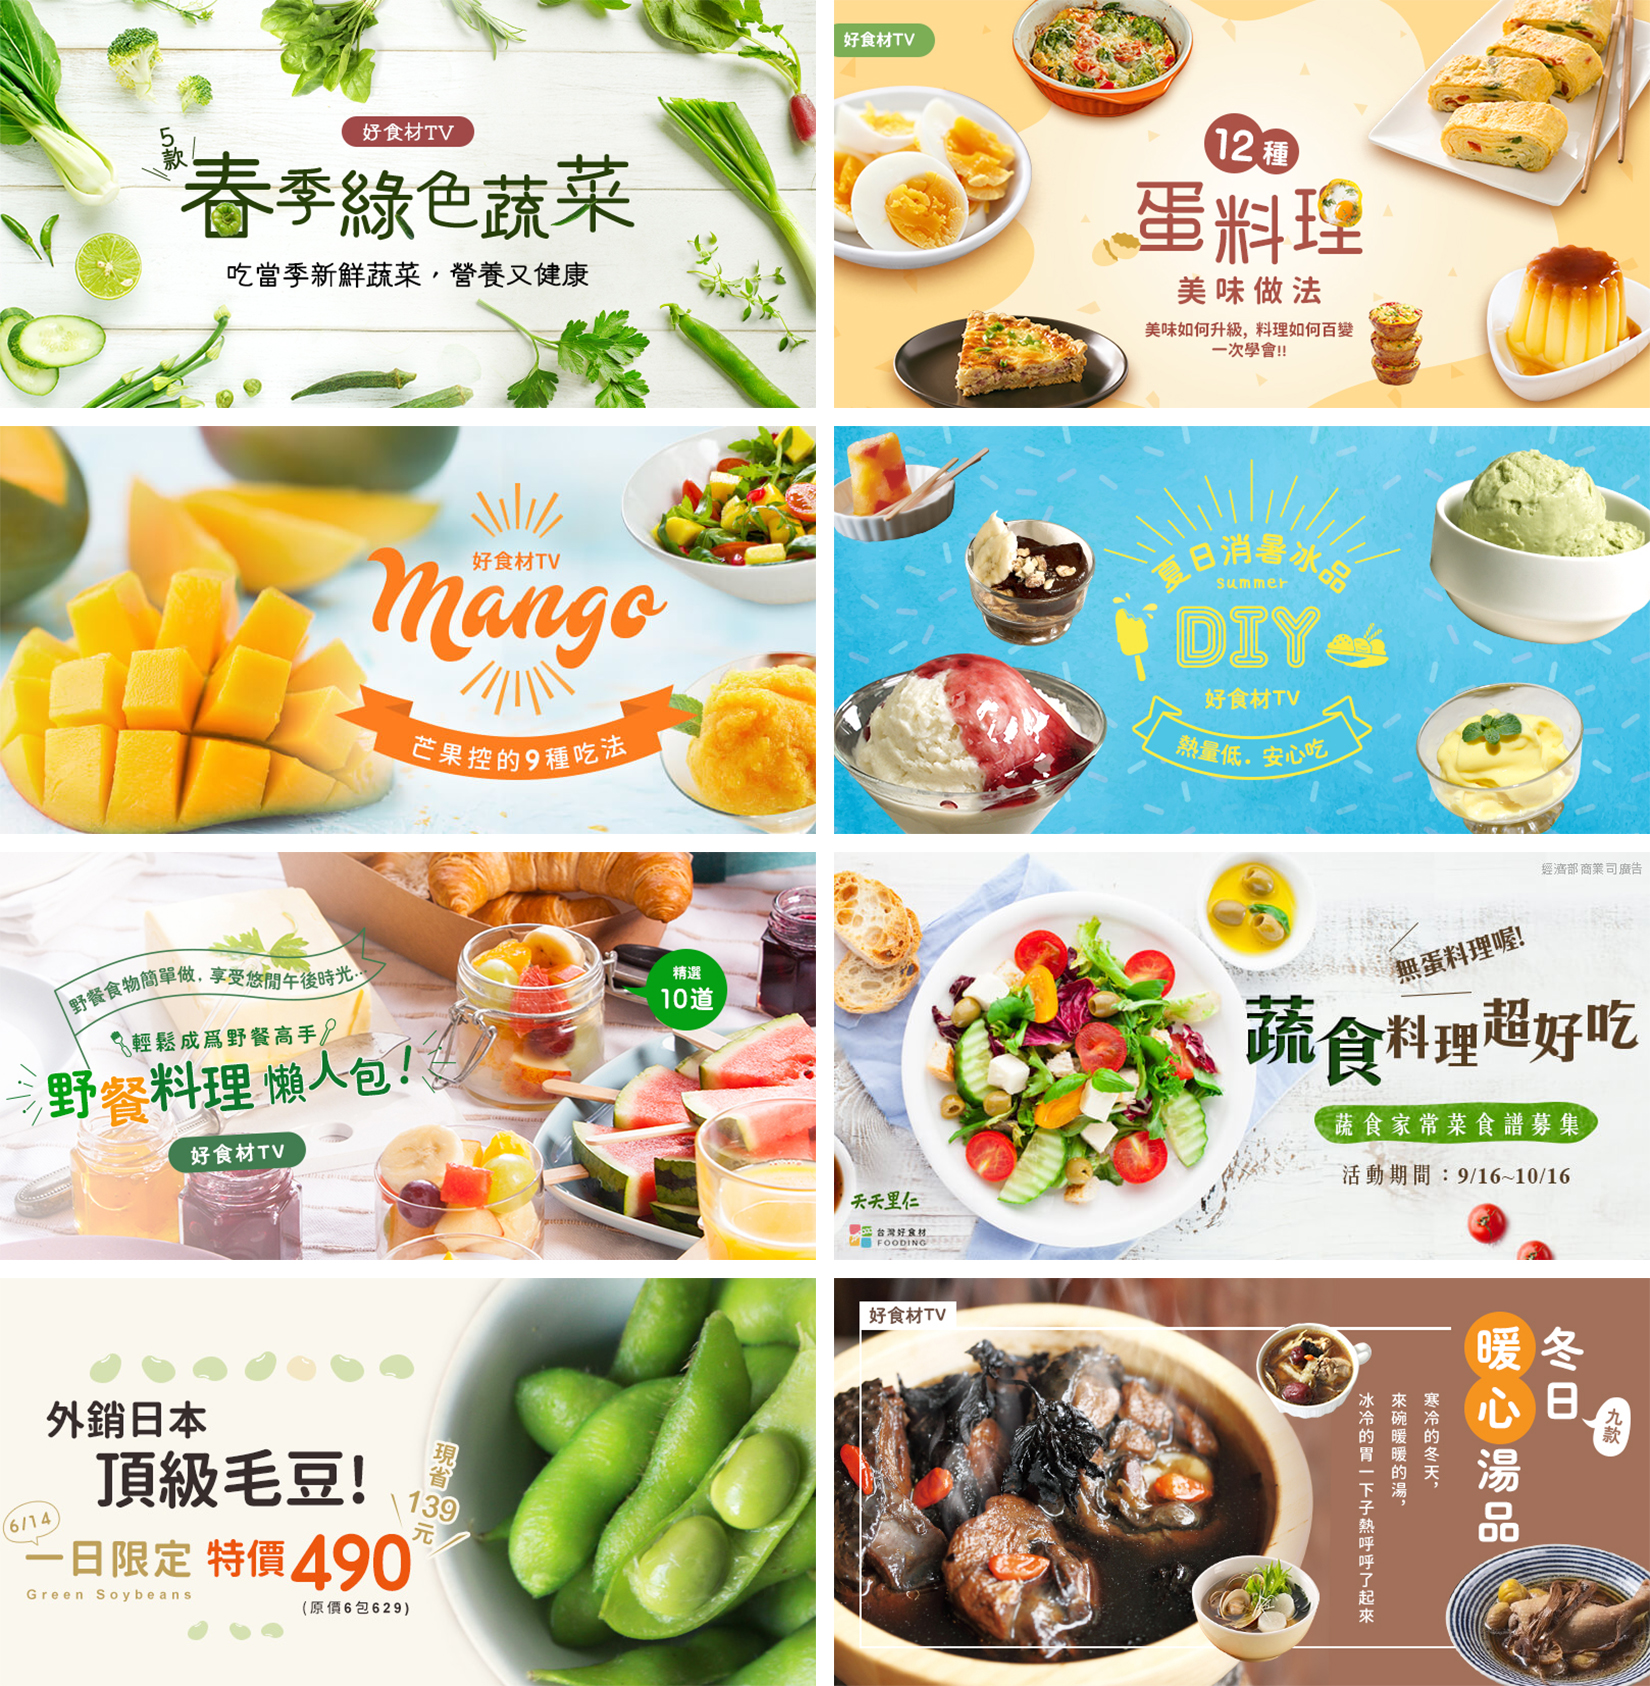 好食材TV
5款
春季綠色蔬菜
吃當季新鮮蔬菜，營養又健康
好食材TV
12種
蛋料理
美味做法
美味如何升級, 料理如何百變
一次學會!!
好食材TV
Mango
芒果控的9種吃法
夏日消暑冰品
summer
DIY
好食材TV
熱量低. 安心吃
野餐食物簡單做, 享受悠閒午後時光...
輕鬆成爲野餐高手
野餐料理懶人包!
好食材TV
精選
10道
經濟部商業司廣告
無蛋料理喔!
蔬食料理超好吃
蔬食家常菜食譜募集
活動期間：9/16~10/16
天天里仁
台灣好食材
FOODING
外銷日本
頂級毛豆!
6/14
一日限定 特價490
Green Soybeans
(原價6包629)
現省
139
元
好食材TV
冬日
暖心湯品
九款
寒冷的冬天,
來碗暖暖的湯,
冰冷的胃一下子熱呼呼了起來